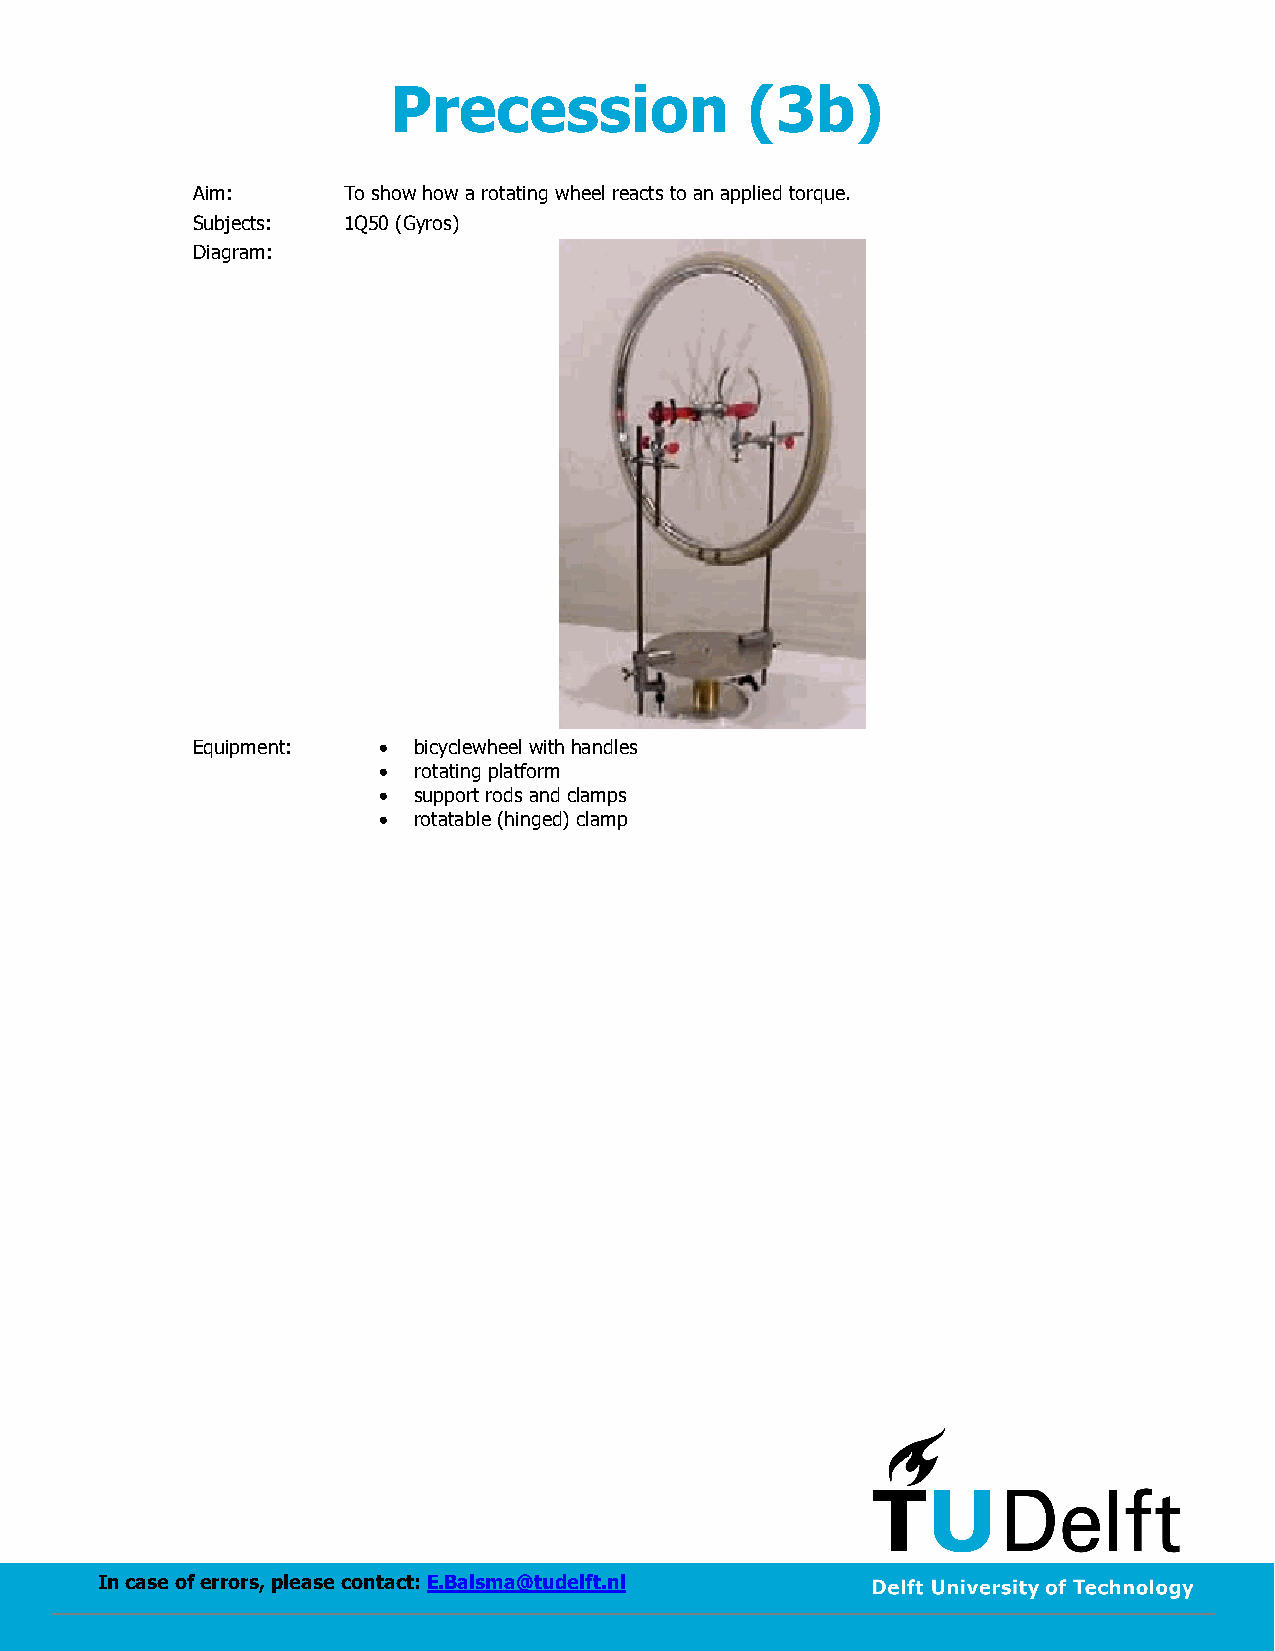 Precession (3b)
Aim: To show how a rotating wheel reacts to an applied torque.
Subjects: 1Q50 (Gyros)
Diagram:
Equipment: • bicyclewheel with handles
• rotating platform
• support rods and clamps
• rotatable (hinged) clamp
TUDelft
In case of errors, please contact: E.Balsma@tudelft.nl
Delft University of Technology